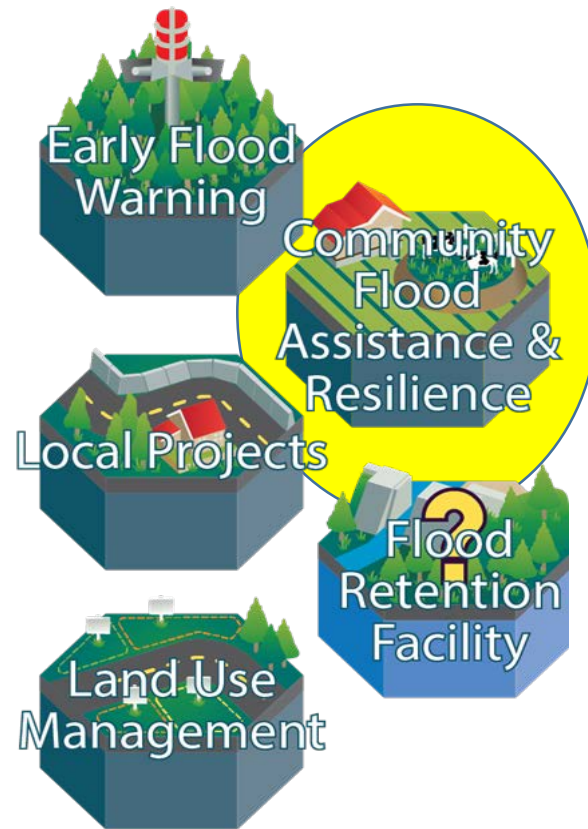 Early Flood
Warning
Community
Flood
Assistance &
Resilience
Local Projects
?
Flood
Retention
Facility
Land Use
Management